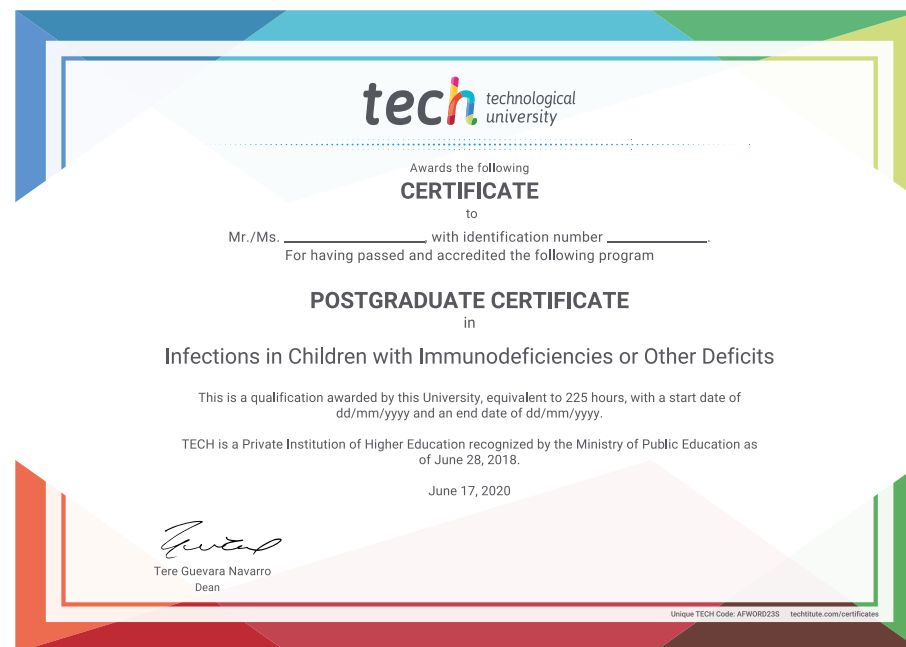 tech technological
university
Awards the following
CERTIFICATE
to
Mr./Ms. ____________________, with identification number ______________.
For having passed and accredited the following program
POSTGRADUATE CERTIFICATE
in
Infections in Children with Immunodeficiencies or Other Deficits
This is a qualification awarded by this University, equivalent to 225 hours, with a start date of
dd/mm/yyyy and an end date of dd/mm/yyyy.
TECH is a Private Institution of Higher Education recognized by the Ministry of Public Education as
of June 28, 2018.
June 17, 2020
Tere Guevara Navarro
Dean
Unique TECH Code: AFWORD23S techtitute.com/certificates